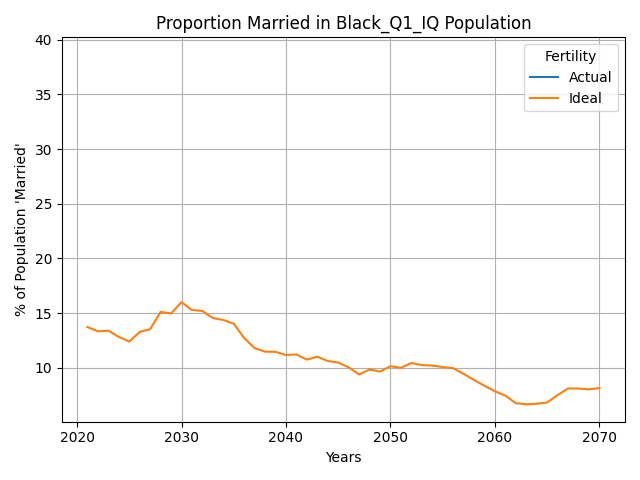 Proportion Married in Black_Q1_IQ Population
% of Population 'Married'
40
35
30
25
20
15
10
Fertility
Actual
Ideal
2020 2030 2040 2050 2060 2070
Years